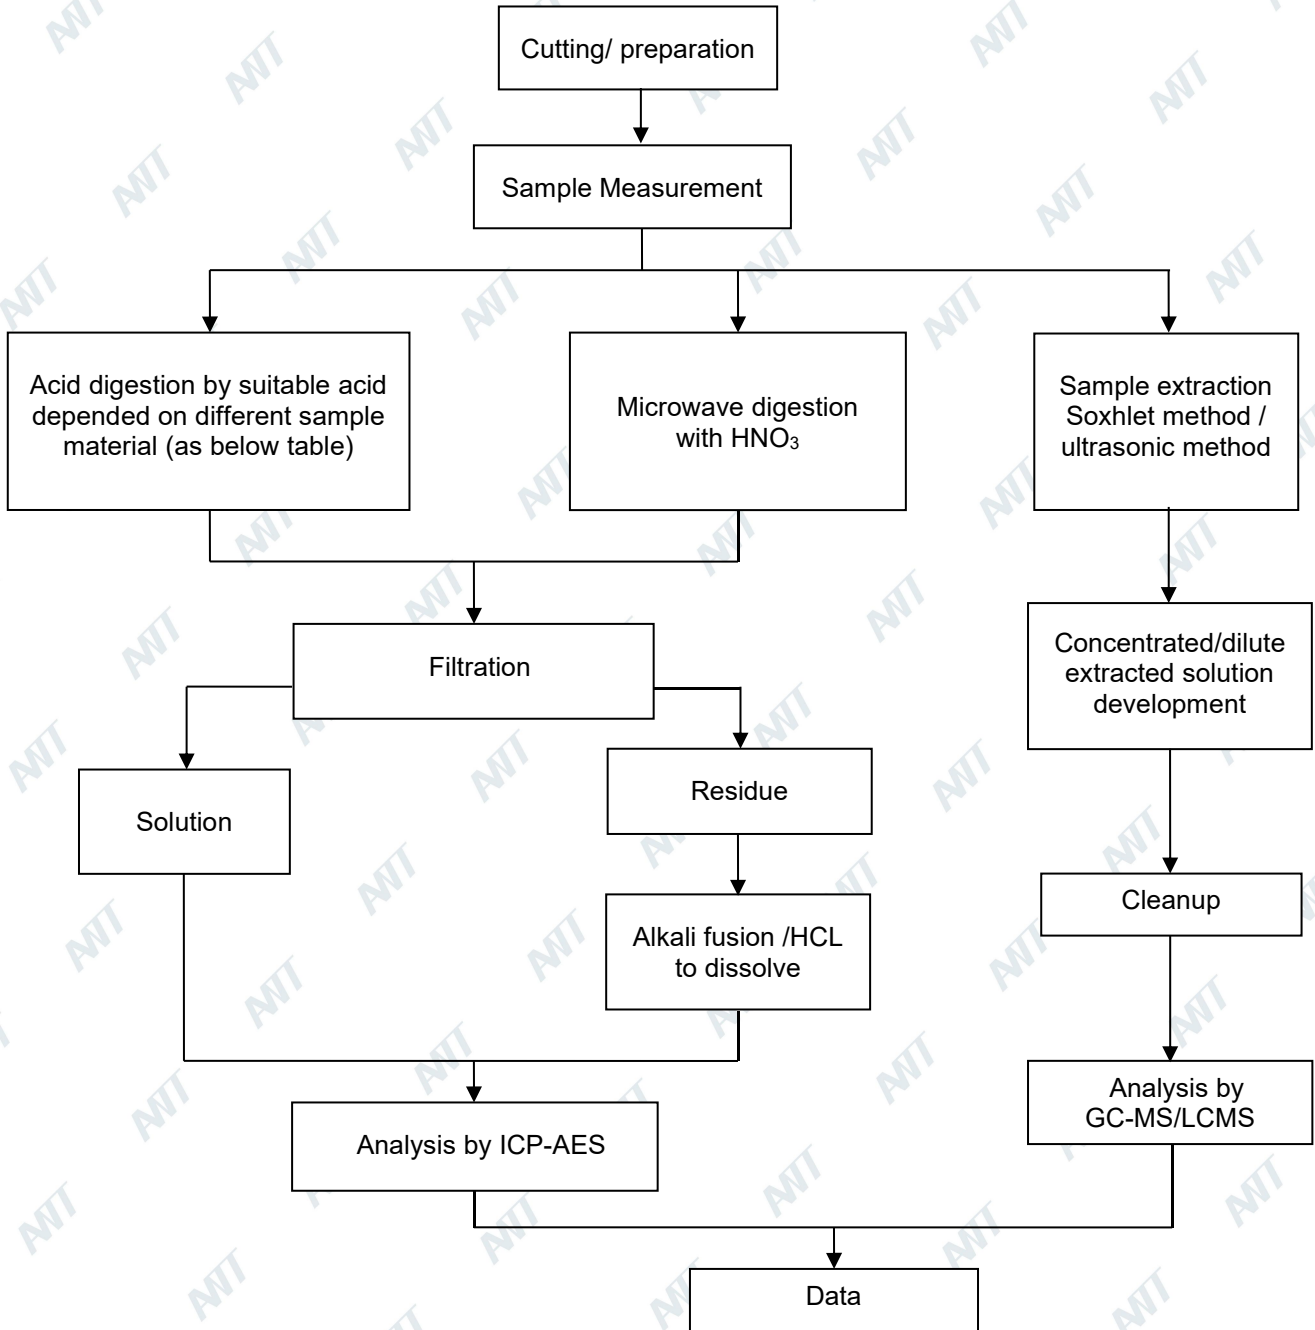 Cutting/ preparation
Sample Measurement
Acid digestion by suitable acid
depended on different sample
material (as below table)
Microwave digestion
with HNO₃
Sample extraction
Soxhlet method /
ultrasonic method
Concentrated/dilute
extracted solution
development
Filtration
Solution
Residue
Alkali fusion /HCL
to dissolve
Cleanup
Analysis by ICP-AES
Analysis by
GC-MS/LCMS
Data